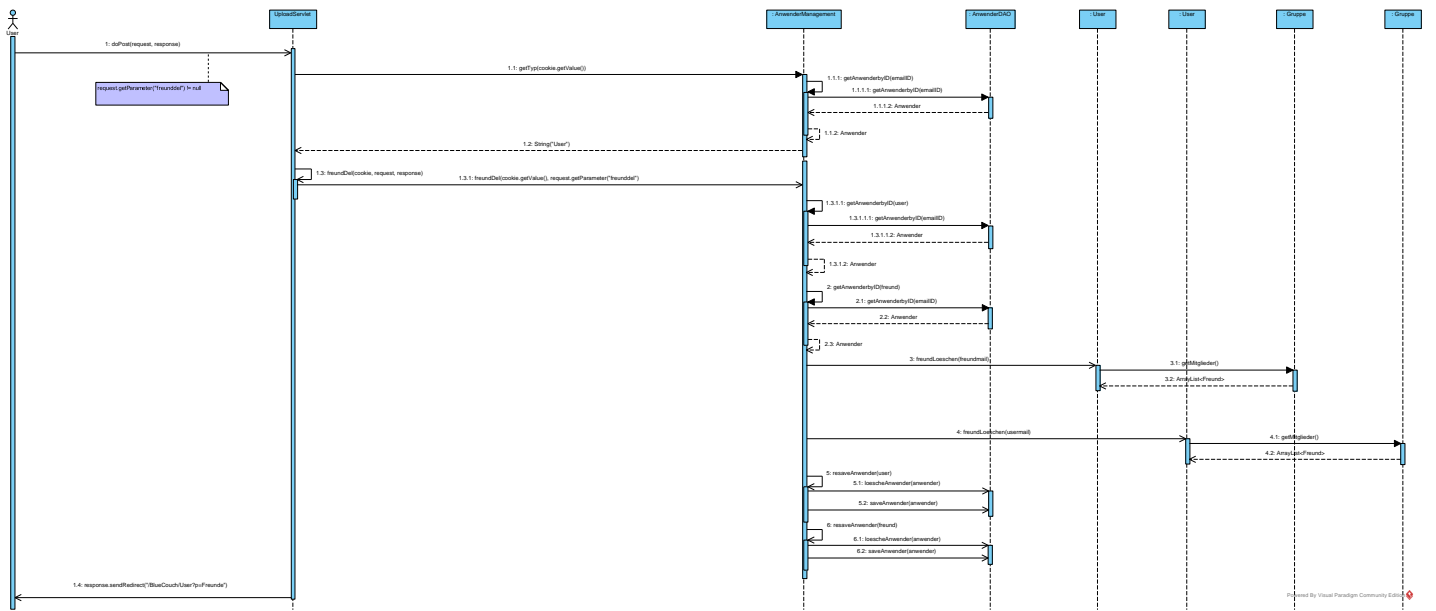 User
UploadServlet
: AnwenderManagement
: AnwenderDAO
: User
: User
: Gruppe
: Gruppe
1: doPost(request, response)
request.getParameter("freunddel") != null
1.1: getTyp(cookie.getValue())
1.1.1: getAnwenderbyID(emailID)
1.1.1.1: getAnwenderbyID(emailID)
1.1.1.2: Anwender
1.1.2: Anwender
1.2: String("User")
1.3: freundDel(cookie, request, response)
1.3.1: freundDel(cookie.getValue(), request.getParameter("freunddel")
1.3.1.1: getAnwenderbyID(user)
1.3.1.1.1: getAnwenderbyID(emailID)
1.3.1.1.2: Anwender
1.3.1.2: Anwender
2: getAnwenderbyID(freund)
2.1: getAnwenderbyID(emailID)
2.2: Anwender
2.3: Anwender
3: freundLoeschen(freundmail)
3.1: getMitglieder()
3.2: ArrayList<Freund>
4: freundLoeschen(usermail)
4.1: getMitglieder()
4.2: ArrayList<Freund>
5: resaveAnwender(user)
5.1: loescheAnwender(anwender)
5.2: saveAnwender(anwender)
6: resaveAnwender(freund)
6.1: loescheAnwender(anwender)
6.2: saveAnwender(anwender)
1.4: response.sendRedirect("/BlueCouch/User?p=Freunde")
Powered By Visual Paradigm Community Edition